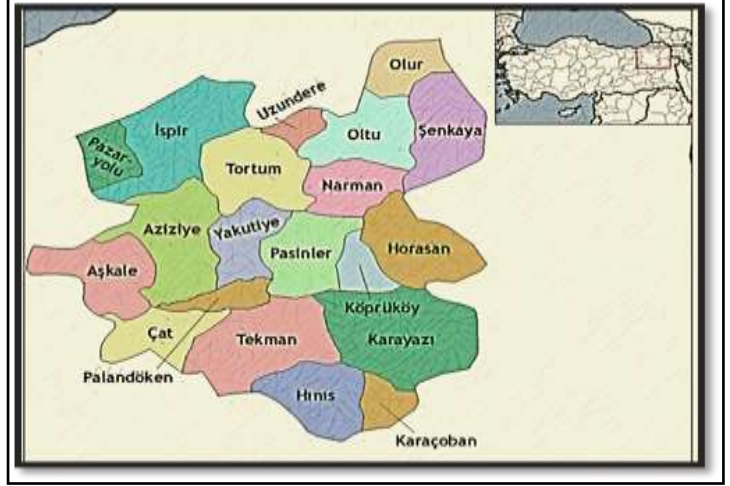 Olur
Uzundere
İspir
Oltu
Şenkaya
Pazar-
yolu
Tortum
Narman
Aziziye
Yakutiye
Pasinler
Horasan
Aşkale
Köprüköy
Çat
Tekman
Karayazı
Palandöken
Hınıs
Karaçoban